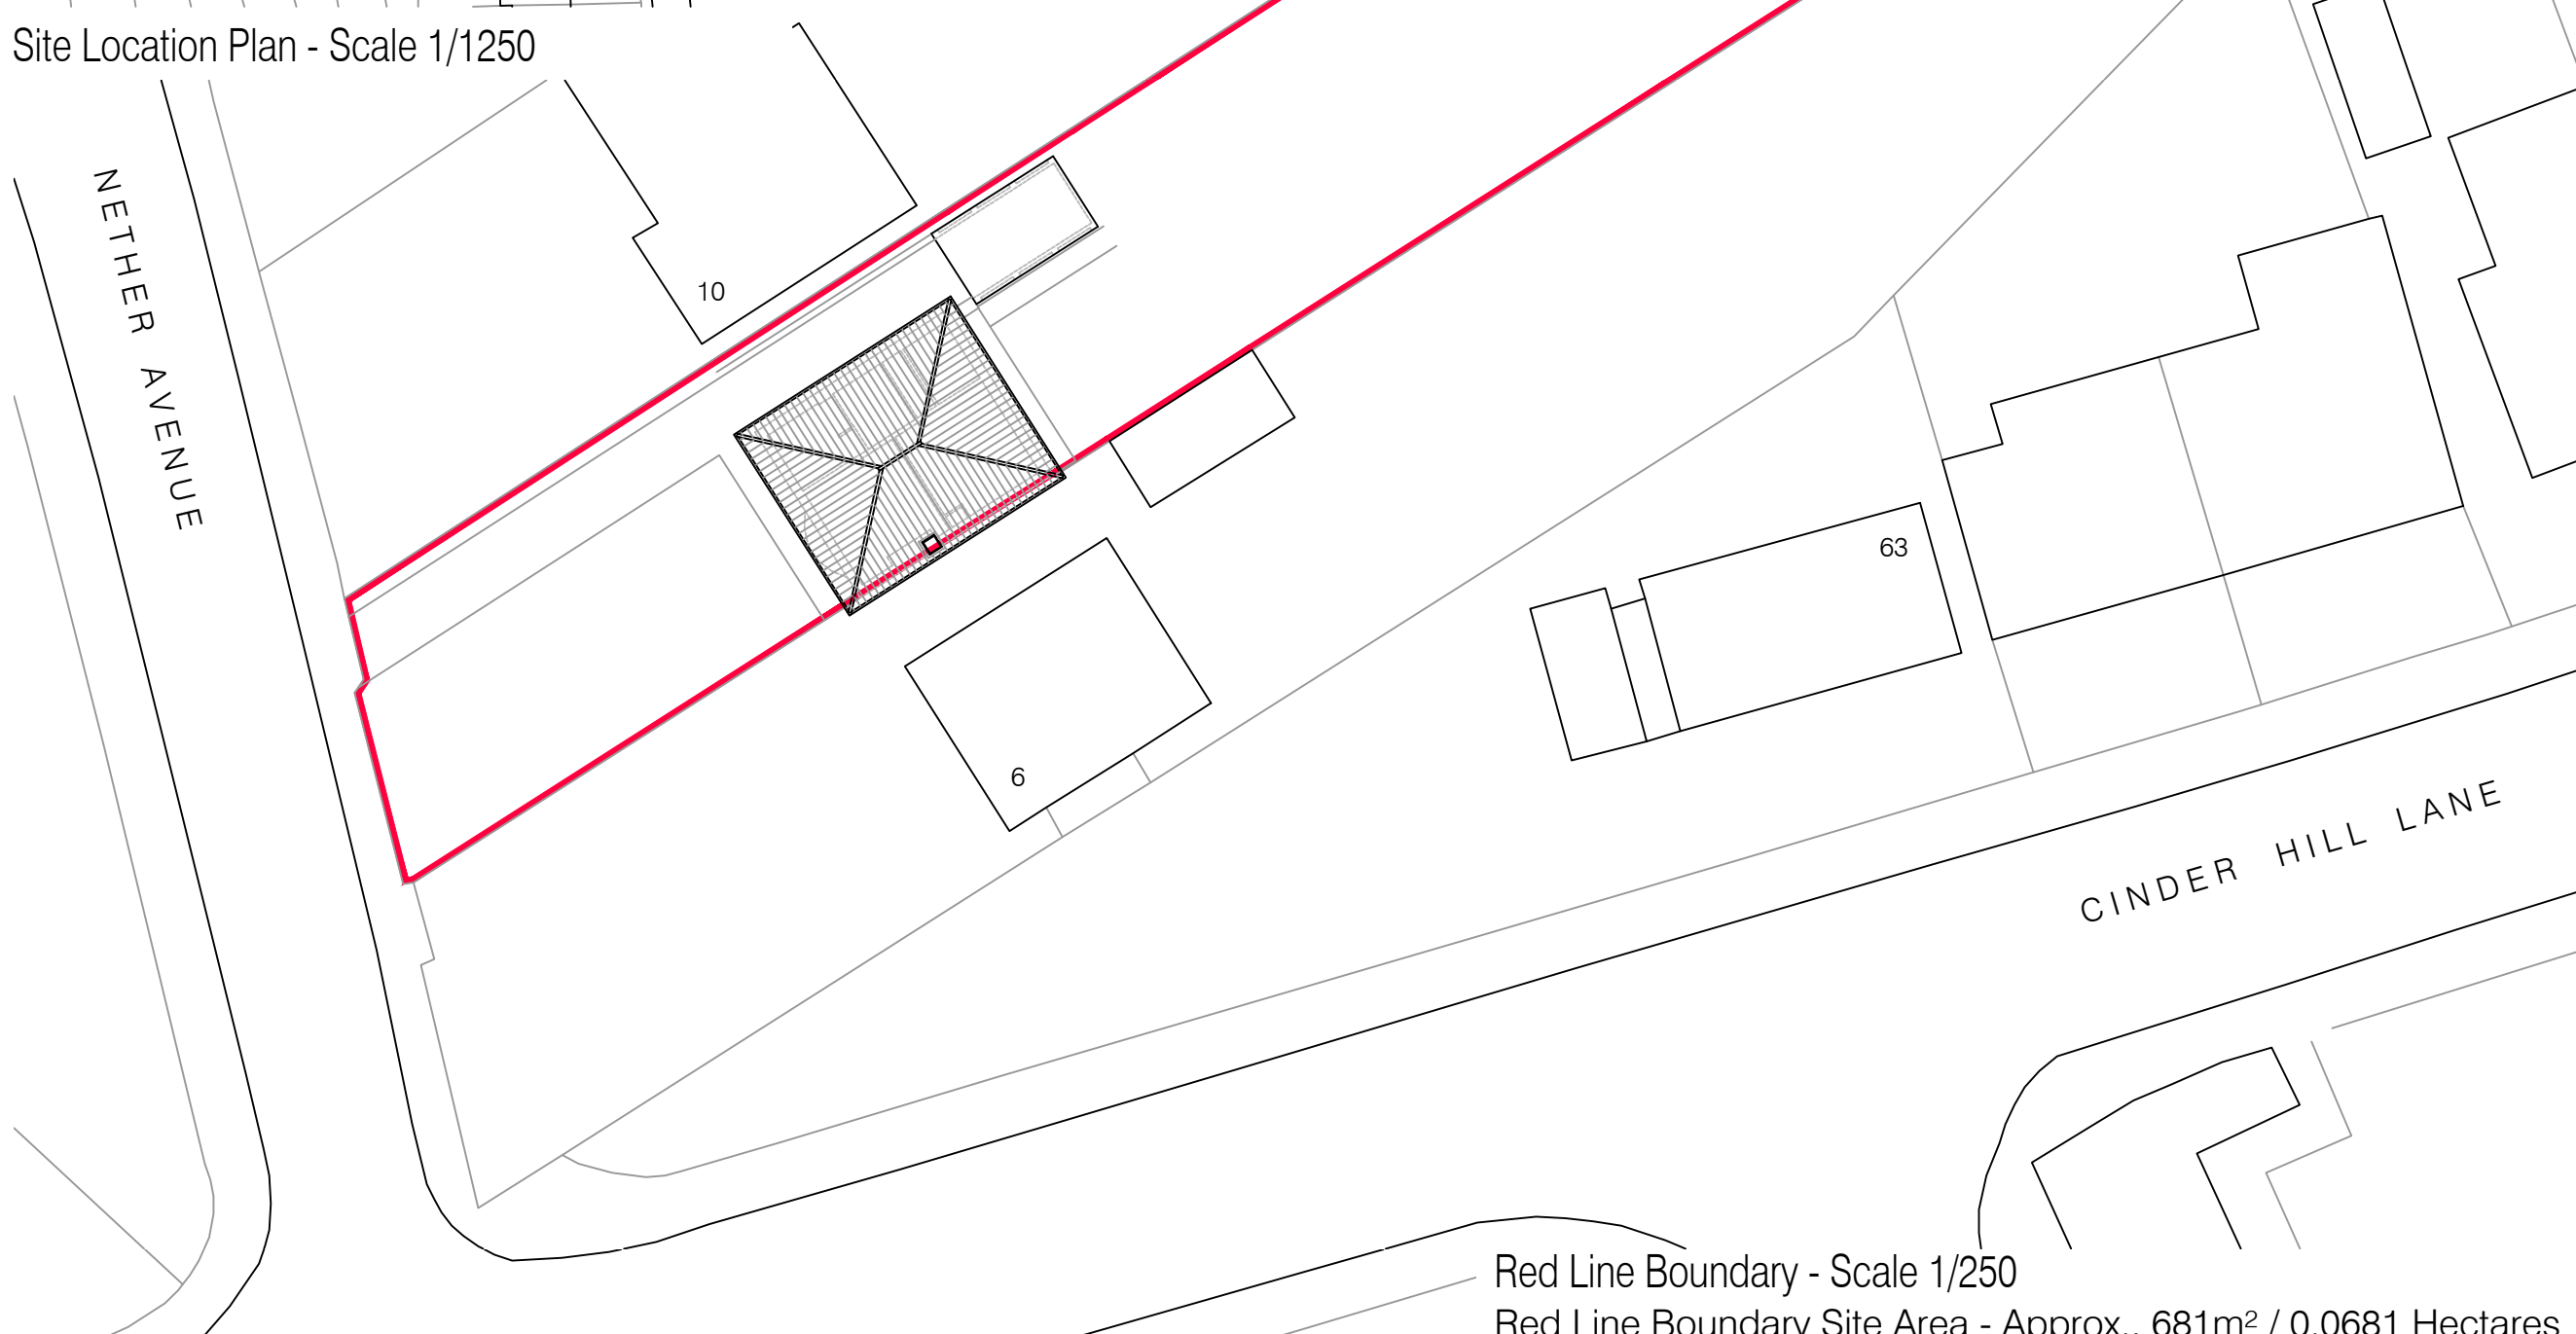 Site Location Plan - Scale 1/1250
NETHER AVENUE
10
63
6
CINDER HILL LANE
Red Line Boundary - Scale 1/250
Red Line Boundary Site Area - Approx.. 681m² / 0.0681 Hectares